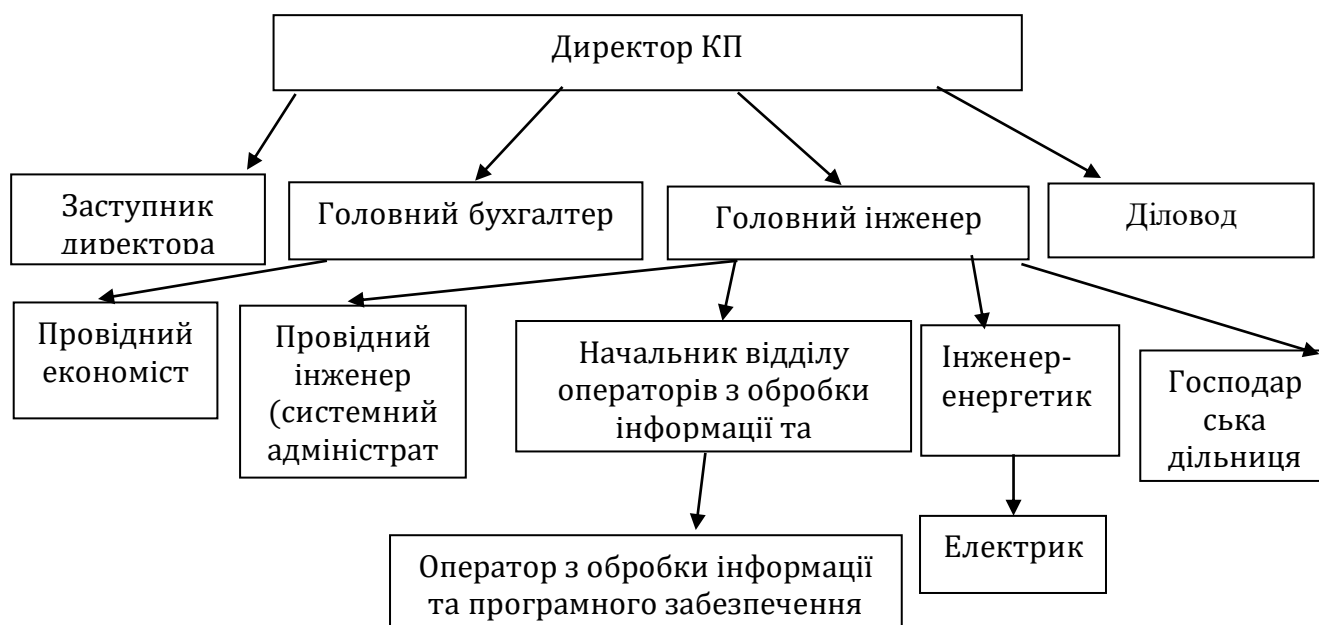 Директор КП
Заступник
директора
Головний бухгалтер
Головний інженер
Діловод
Провідний
економіст
Провідний
інженер
(системний
адміністрат
Начальник відділу
операторів з обробки
інформації та
Інженер-
енергетик
Господар
ська
дільниця
Оператор з обробки інформації
та програмного забезпечення
Електрик